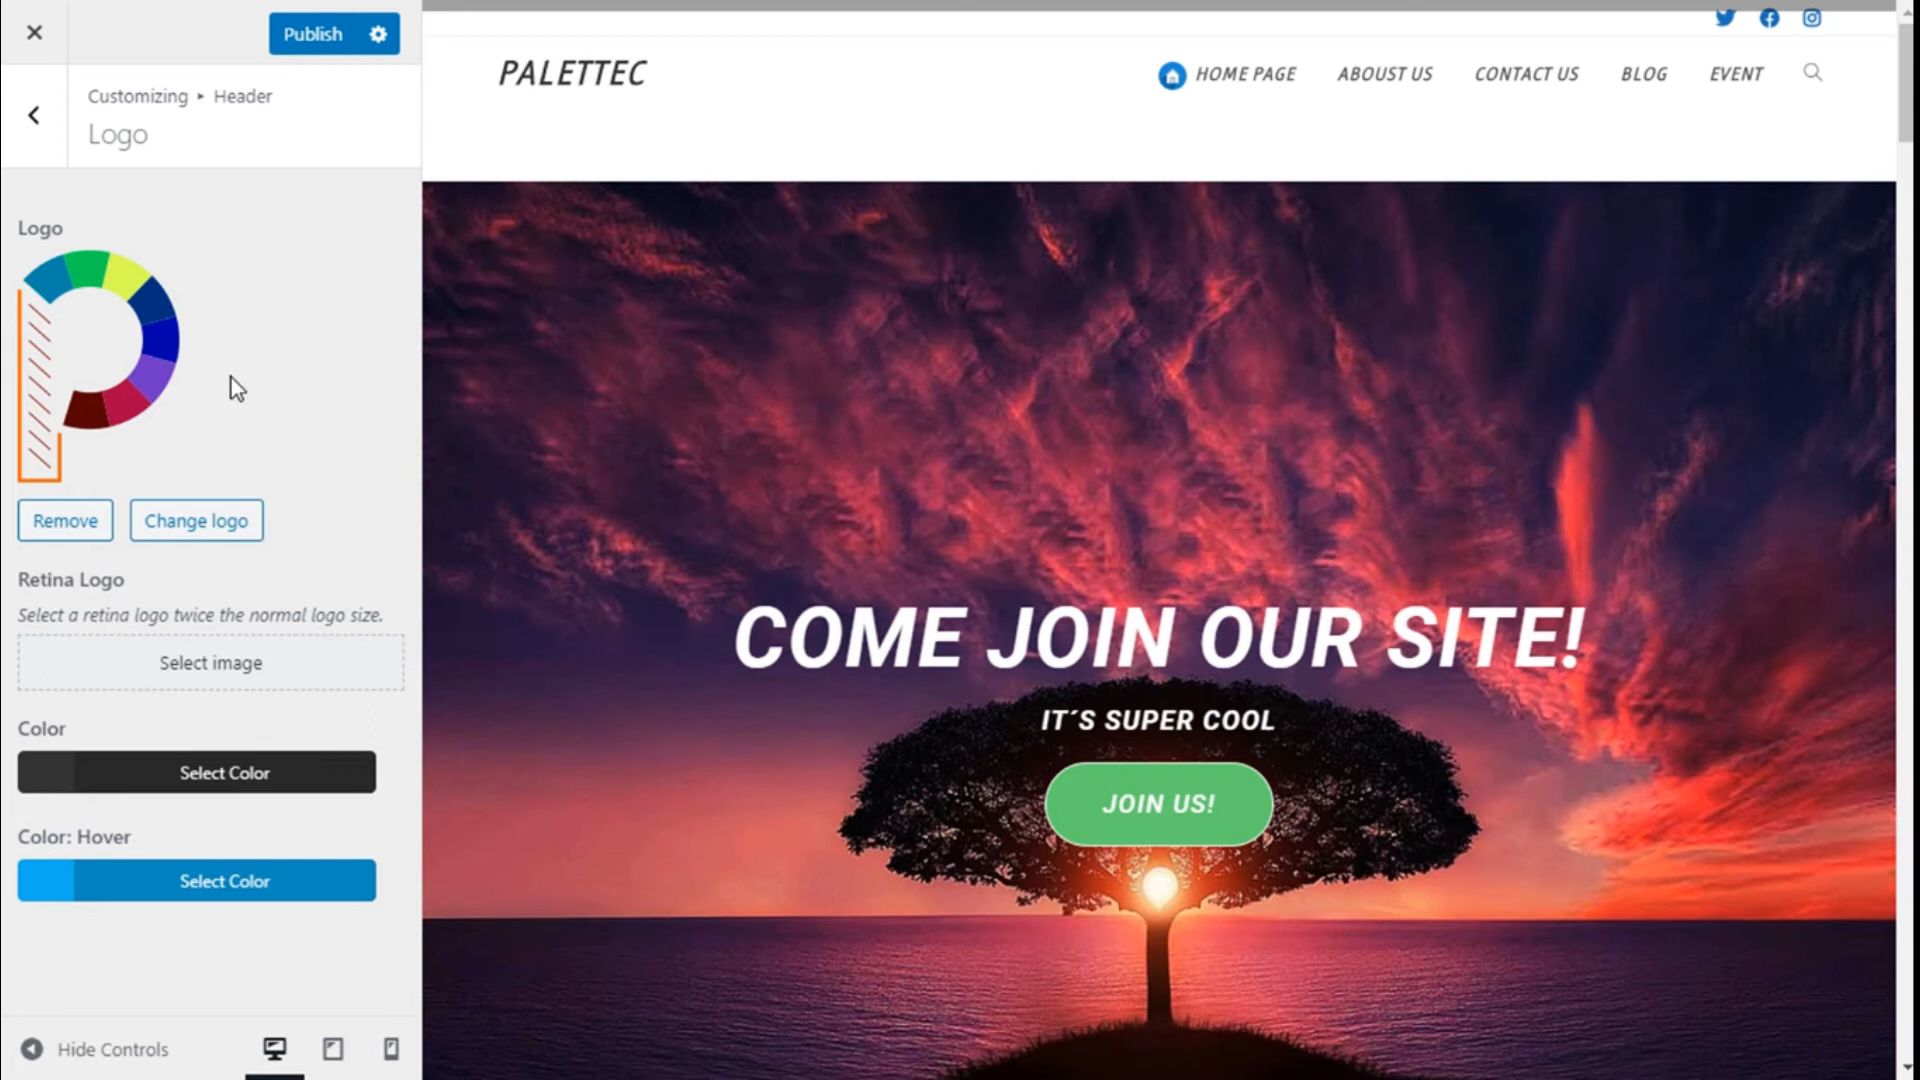 Publish
Customizing ▸ Header
Logo
Logo
Remove
Change logo
Retina Logo
Select a retina logo twice the normal logo size.
Select image
Color
Select Color
Color: Hover
Select Color
Hide Controls
PALETTEC
HOME PAGE
ABOUST US
CONTACT US
BLOG
EVENT
COME JOIN OUR SITE!
IT´S SUPER COOL
JOIN US!